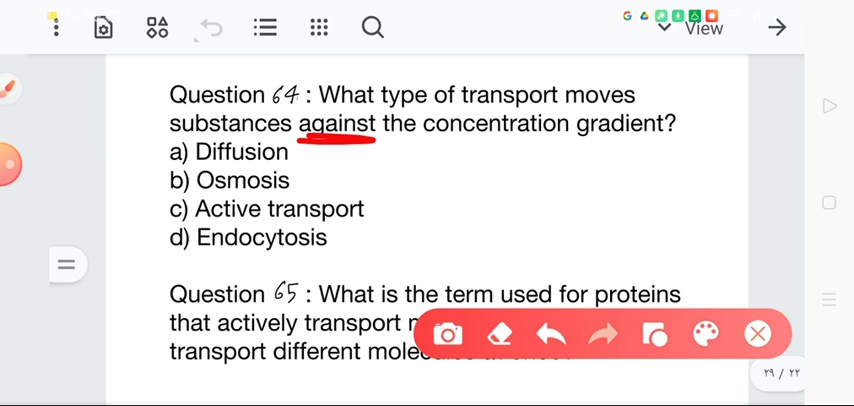 View
Question 64 : What type of transport moves
substances against the concentration gradient?
a) Diffusion
b) Osmosis
c) Active transport
d) Endocytosis
Question 65 : What is the term used for proteins
that actively transport
transport different
٢٩ / ٢٢